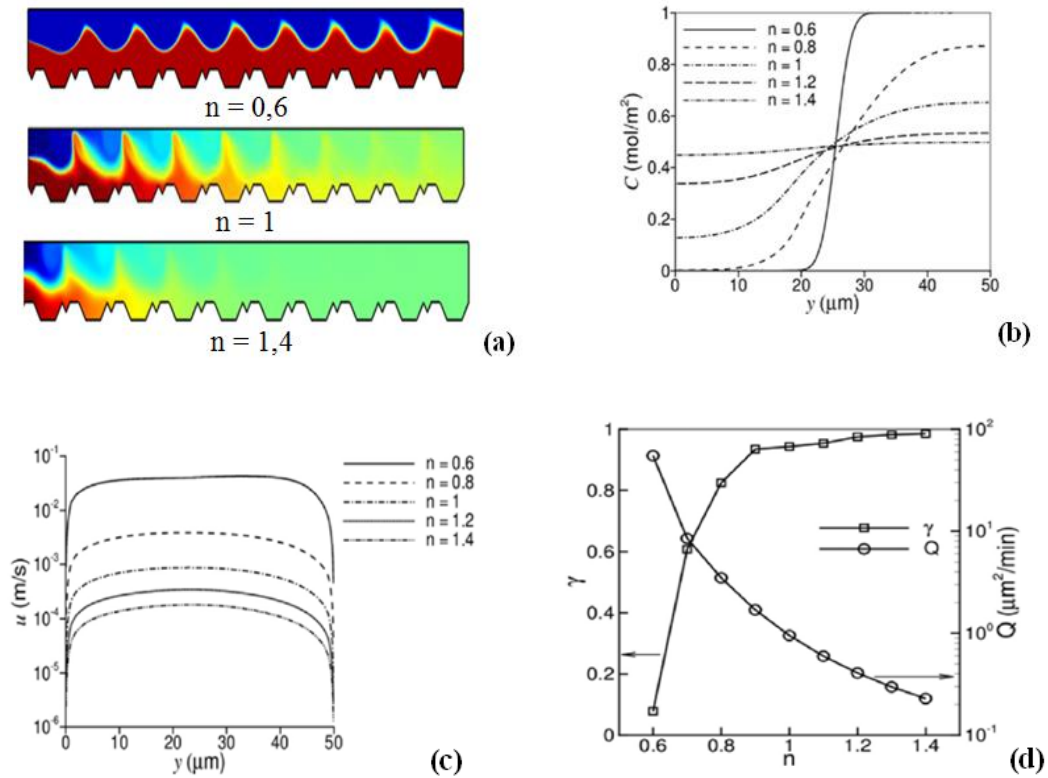 n = 0,6
n = 1
n = 1,4
(a)
C (mol/m²)
1
0.8
0.6
0.4
0.2
0
n = 0.6
n = 0.8
n = 1
n = 1.2
n = 1.4
0 10 20 30 40 50
y (μm)
(b)
u (m/s)
10⁻¹
10⁻²
10⁻³
10⁻⁴
10⁻⁵
10⁻⁶
n = 0.6
n = 0.8
n = 1
n = 1.2
n = 1.4
0 10 20 30 40 50
y (μm)
(c)
γ
1
0.8
0.6
0.4
0.2
0
γ
Q
10²
10¹
10⁰
10⁻¹
Q (μm²/min)
0.6 0.8 1 1.2 1.4
n
(d)